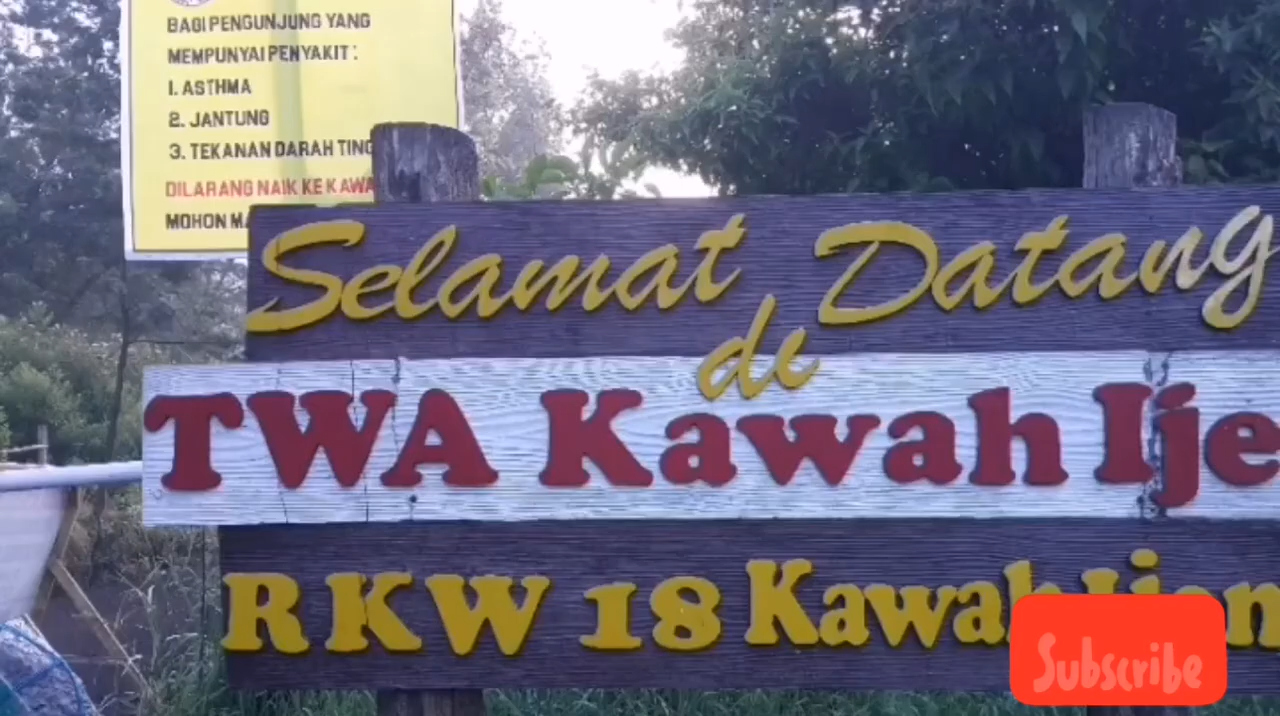 BAGI PENGUNJUNG YANG
MEMPUNYAI PENYAKIT :
1. ASTHMA
2. JANTUNG
3. TEKANAN DARAH TING
DILARANG NAIK KE KAWA
MOHON MA
Selamat Datang
di
TWA Kawah Ije
RKW 18 Kawah Ijen
Subscribe